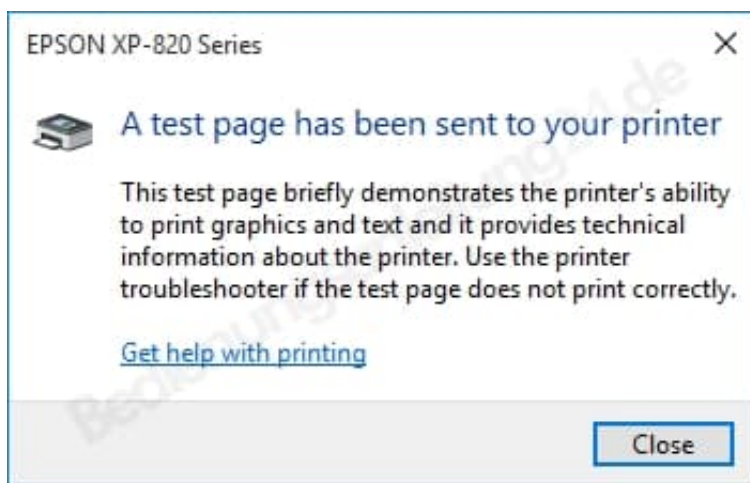 EPSON XP-820 Series
A test page has been sent to your printer
This test page briefly demonstrates the printer's ability
to print graphics and text and it provides technical
information about the printer. Use the printer
troubleshooter if the test page does not print correctly.
Get help with printing
Close
Bedienungsanleitung24.de